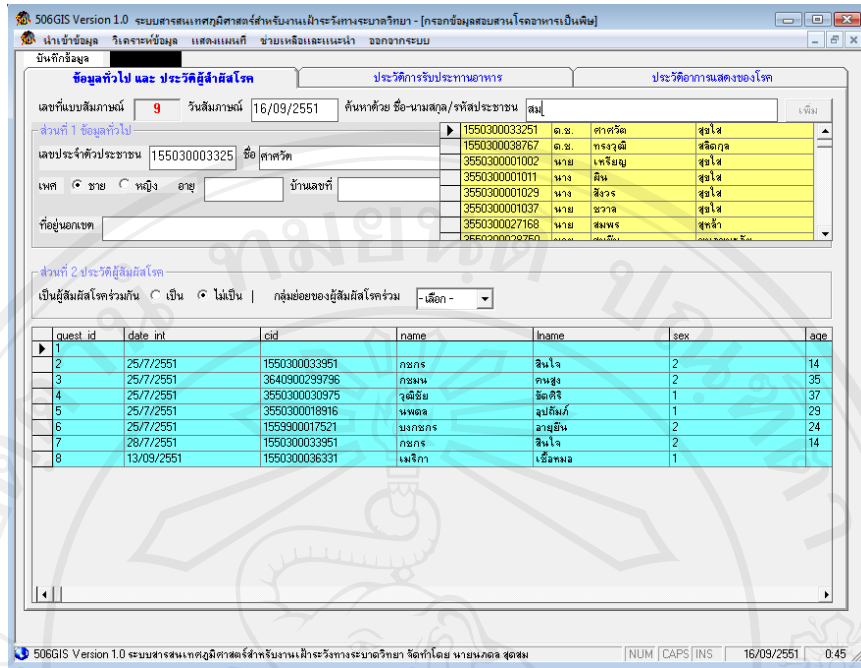 506GIS Version 1.0 ระบบสารสนเทศภูมิศาสตร์สำหรับงานเฝ้าระวังทางระบาดวิทยา - [กรอกข้อมูลสอบสวนโรคอาหารเป็นพิษ]
นำเข้าข้อมูล วิเคราะห์ข้อมูล แสดงแผนที่ ช่วยเหลือและแนะนำ ออกจากระบบ
บันทึกข้อมูล
ข้อมูลทั่วไป และ ประวัติผู้สัมผัสโรค ประวัติการรับประทานอาหาร ประวัติอาการแสดงของโรค
เลขที่แบบสัมภาษณ์ 9 วันสัมภาษณ์ 16/09/2551 ค้นหาด้วย ชื่อ-นามสกุล/รหัสประชาชน สม เพิ่ม
ส่วนที่ 1 ข้อมูลทั่วไป
เลขประจำตัวประชาชน 155030003325 ชื่อ ศาศวัต
เพศ ชาย หญิง อายุ บ้านเลขที่
ที่อยู่นอกเขต
1550300033251 ด.ช. ศาศวัต สุขใส
1550300038767 ด.ช. ทรงวุฒิ สลิดกุล
3550300001002 นาย เหรียญ สุขใส
3550300001011 นาง ผิน สุขใส
3550300001029 นาง สังวร สุขใส
3550300001037 นาย ชวาล สุขใส
3550300027168 นาย สมพร สุหล้า
3550300028750
ส่วนที่ 2 ประวัติผู้สัมผัสโรค
เป็นผู้สัมผัสโรคร่วมกัน เป็น ไม่เป็น | กลุ่มย่อยของผู้สัมผัสโรคร่วม - เลือก -
quest_id date_int cid name lname sex age
1
2 25/7/2551 1550300033951 กชกร สินใจ 2 14
3 25/7/2551 3640900299796 กชมน คนสูง 2 35
4 25/7/2551 3550300030975 วุฒิชัย รัดคีรี 1 37
5 25/7/2551 3550300018916 นพดล อุปถัมภ์ 1 29
6 25/7/2551 1559900017521 บงกชกร อายุยืน 2 24
7 28/7/2551 1550300033951 กชกร สินใจ 2 14
8 13/09/2551 1550300036331 เมธิกา เชื้อหมอ 1
506GIS Version 1.0 ระบบสารสนเทศภูมิศาสตร์สำหรับงานเฝ้าระวังทางระบาดวิทยา จัดทำโดย นายนภดล สุดสม NUM CAPS INS 16/09/2551 0:45